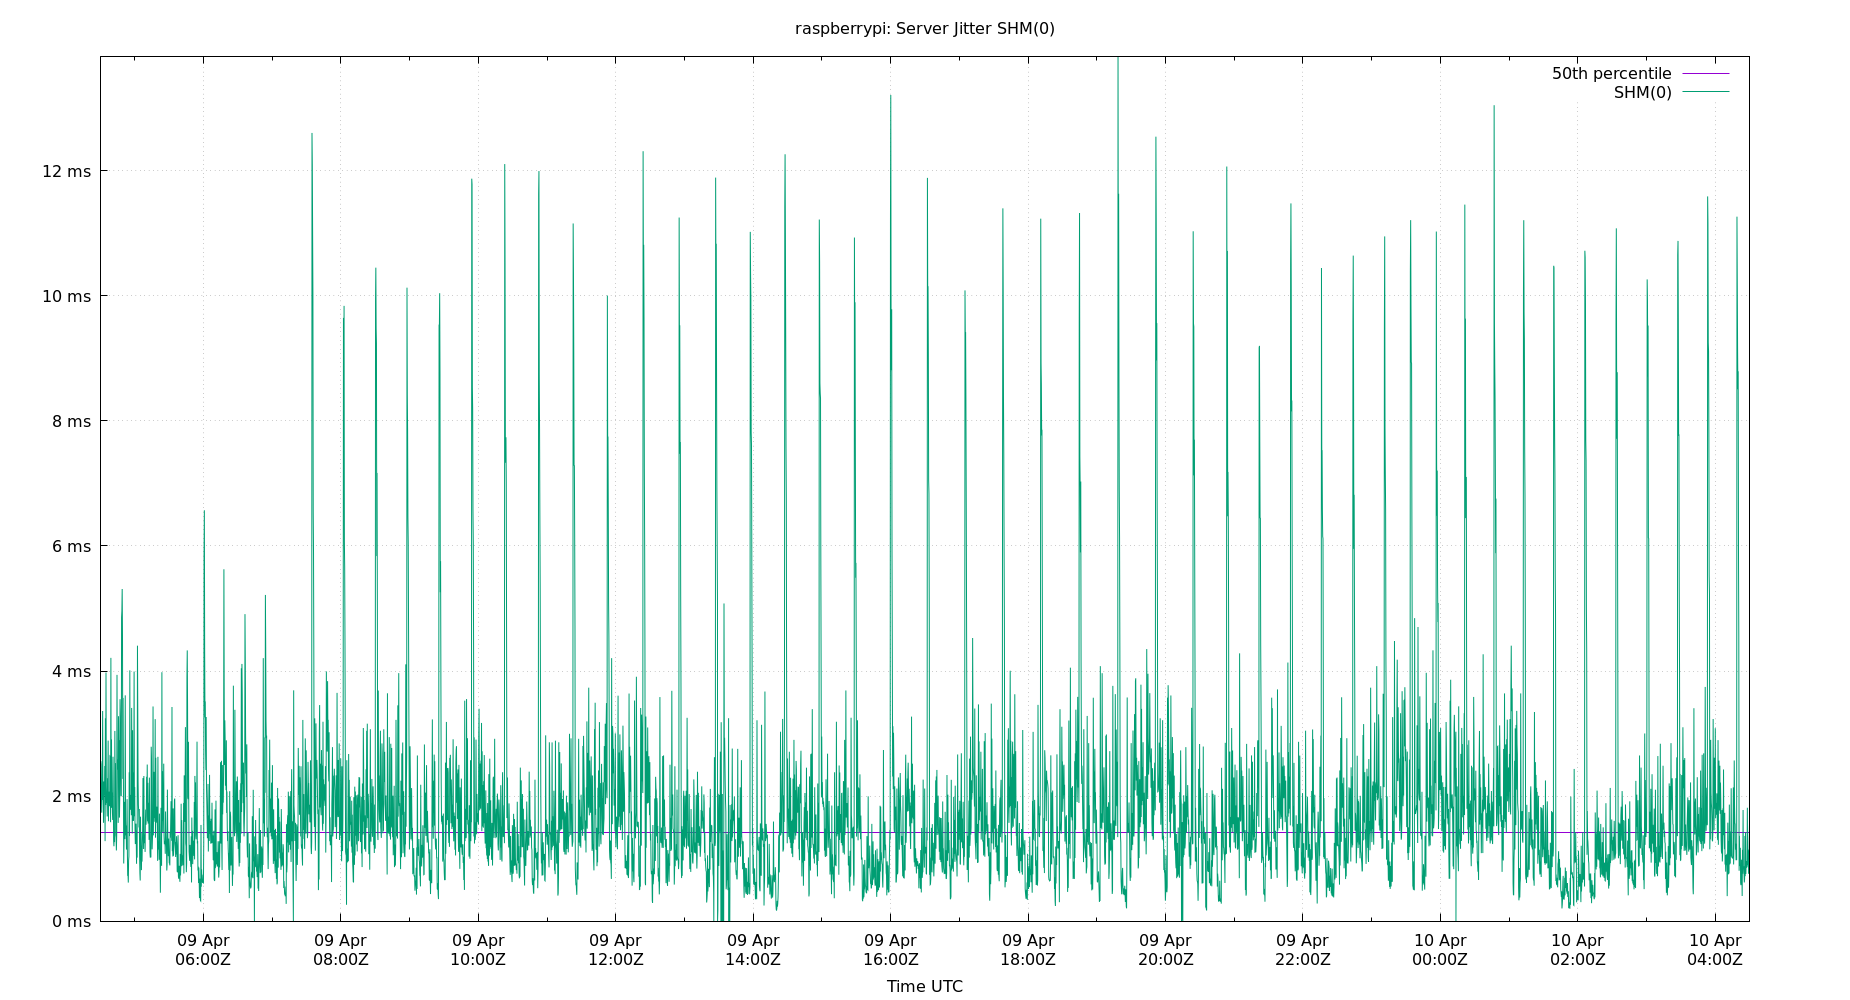 raspberrypi: Server Jitter SHM(0)
50th percentile
SHM(0)
12 ms
10 ms
8 ms
6 ms
4 ms
2 ms
0 ms
09 Apr 09 Apr 09 Apr 09 Apr 09 Apr 09 Apr 09 Apr 09 Apr 09 Apr 10 Apr 10 Apr 10 Apr
06:00Z 08:00Z 10:00Z 12:00Z 14:00Z 16:00Z 18:00Z 20:00Z 22:00Z 00:00Z 02:00Z 04:00Z
Time UTC